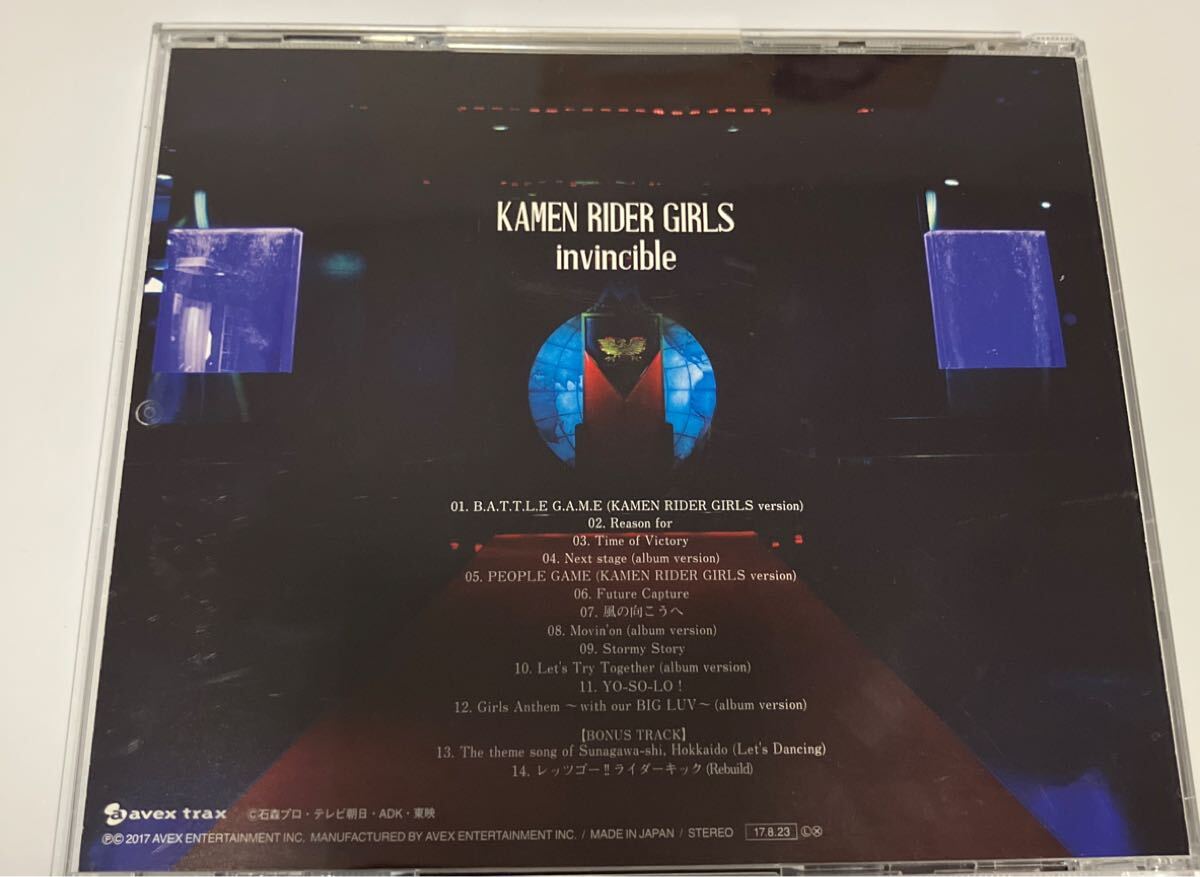 KAMEN RIDER GIRLS
invincible
01. B.A.T.T.L.E G.A.M.E (KAMEN RIDER GIRLS version)
02. Reason for
03. Time of Victory
04. Next stage (album version)
05. PEOPLE GAME (KAMEN RIDER GIRLS version)
06. Future Capture
07. 風の向こうへ
08. Movin'on (album version)
09. Stormy Story
10. Let's Try Together (album version)
11. YO-SO-LO !
12. Girls Anthem ～with our BIG LUV～ (album version)
【BONUS TRACK】
13. The theme song of Sunagawa-shi, Hokkaido (Let's Dancing)
14. レッツゴー!!ライダーキック (Rebuild)
avex trax ©石森プロ・テレビ朝日・ADK・東映
℗© 2017 AVEX ENTERTAINMENT INC. MANUFACTURED BY AVEX ENTERTAINMENT INC. / MADE IN JAPAN / STEREO 17.8.23 Ⓛ Ⓧ